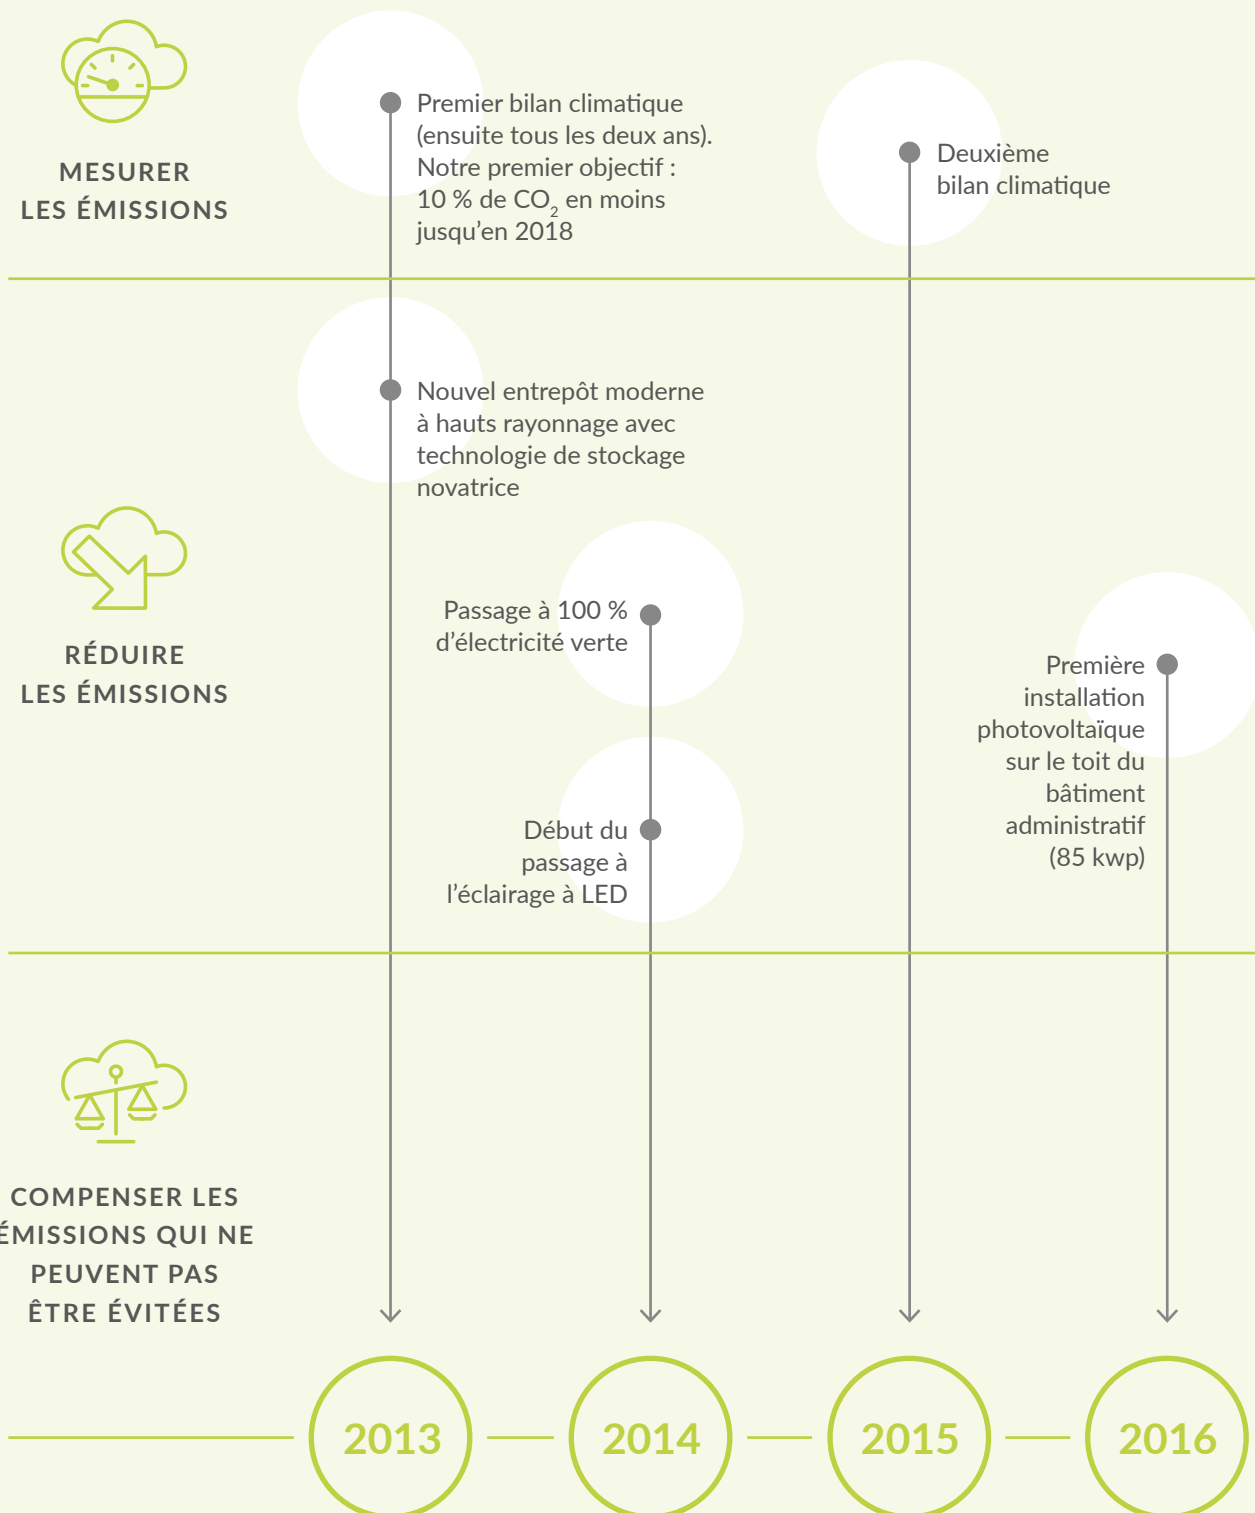 MESURER
LES ÉMISSIONS
Premier bilan climatique
(ensuite tous les deux ans).
Notre premier objectif :
10 % de CO₂ en moins
jusqu’en 2018
Deuxième
bilan climatique
RÉDUIRE
LES ÉMISSIONS
Nouvel entrepôt moderne
à hauts rayonnage avec
technologie de stockage
novatrice
Passage à 100 %
d’électricité verte
Début du
passage à
l’éclairage à LED
Première
installation
photovoltaïque
sur le toit du
bâtiment
administratif
(85 kwp)
COMPENSER LES
ÉMISSIONS QUI NE
PEUVENT PAS
ÊTRE ÉVITÉES
2013
2014
2015
2016